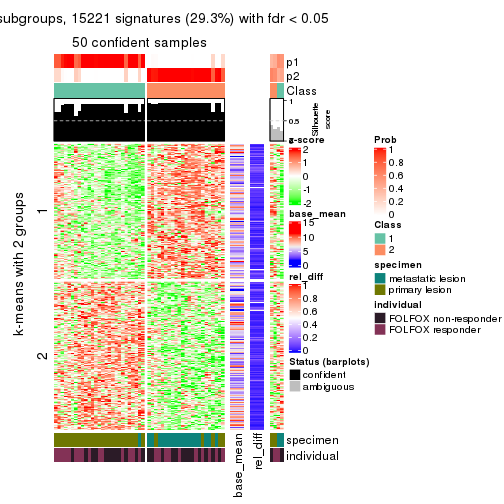 subgroups, 15221 signatures (29.3%) with fdr < 0.05
50 confident samples
p1
p2
Class
1
0.5
Silhouette
score
k-means with 2 groups
1
2
z-score
2
1
0
-1
-2
base_mean
15
10
5
0
rel_diff
1
0.8
0.6
0.4
0.2
0
Status (barplots)
confident
ambiguous
Prob
1
0.8
0.6
0.4
0.2
0
Class
1
2
specimen
metastatic lesion
primary lesion
individual
FOLFOX non-responder
FOLFOX responder
specimen
individual
base_mean
rel_diff